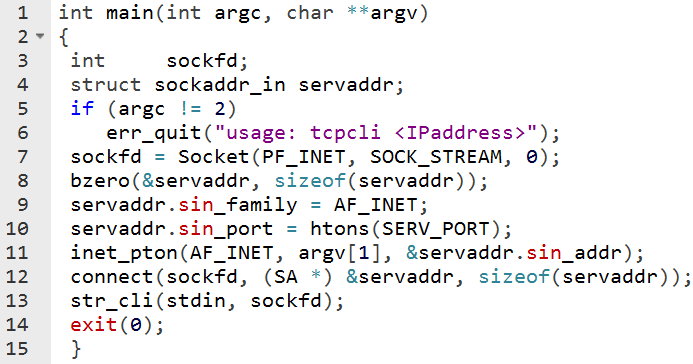 1 int main(int argc, char **argv)
2 {
3 int sockfd;
4 struct sockaddr_in servaddr;
5 if (argc != 2)
6 err_quit("usage: tcpcli <IPaddress>");
7 sockfd = Socket(PF_INET, SOCK_STREAM, 0);
8 bzero(&servaddr, sizeof(servaddr));
9 servaddr.sin_family = AF_INET;
10 servaddr.sin_port = htons(SERV_PORT);
11 inet_pton(AF_INET, argv[1], &servaddr.sin_addr);
12 connect(sockfd, (SA *) &servaddr, sizeof(servaddr));
13 str_cli(stdin, sockfd);
14 exit(0);
15 }